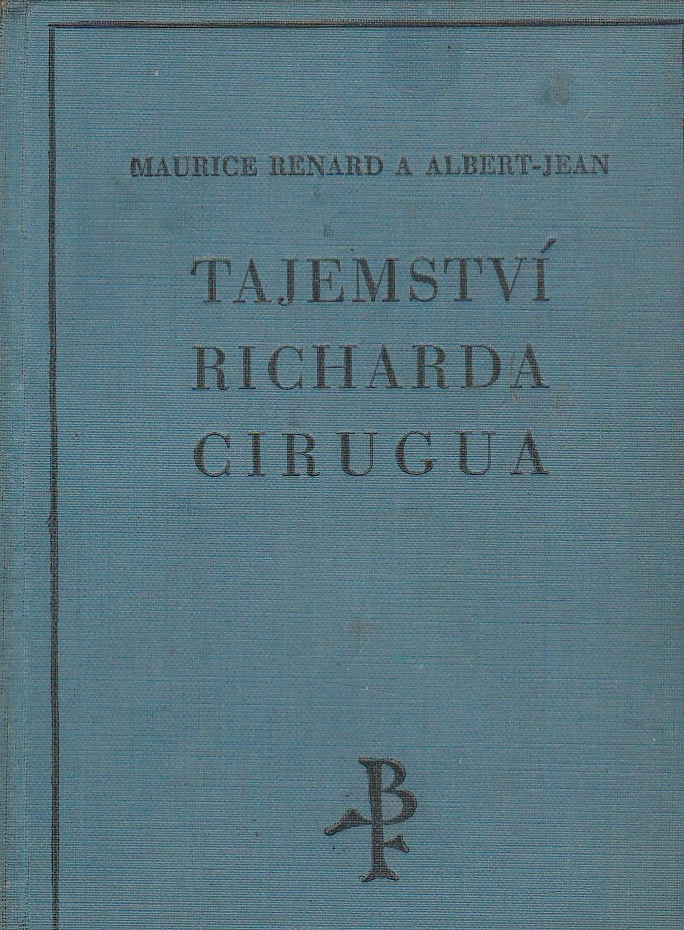 MAURICE RENARD A ALBERT-JEAN
TAJEMSTVÍ
RICHARDA
CIRUGUA